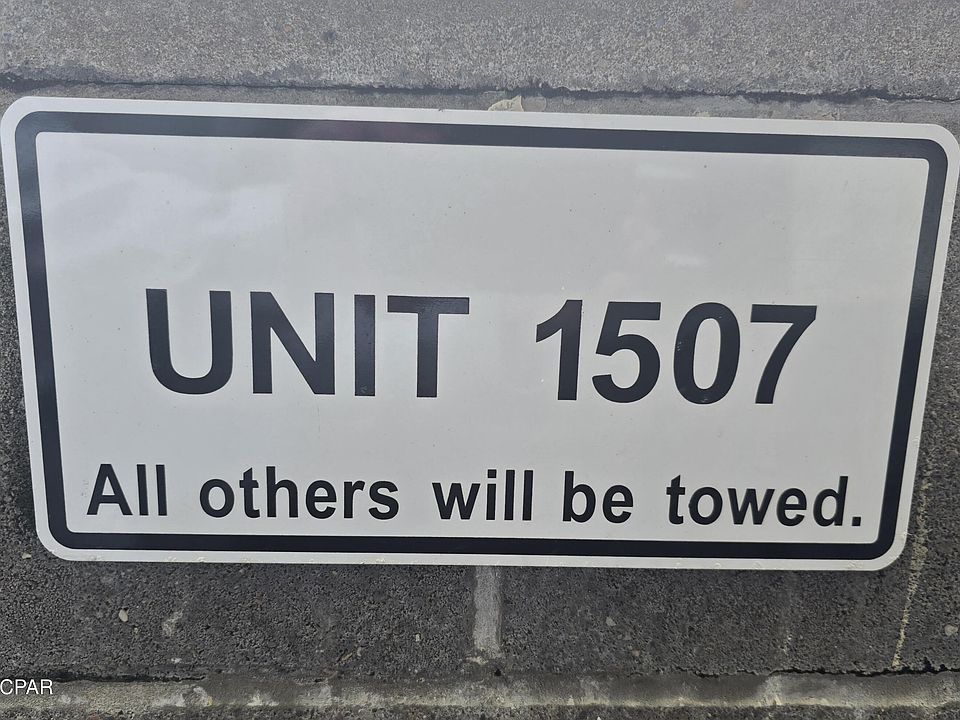 UNIT 1507
All others will be towed.
CPAR